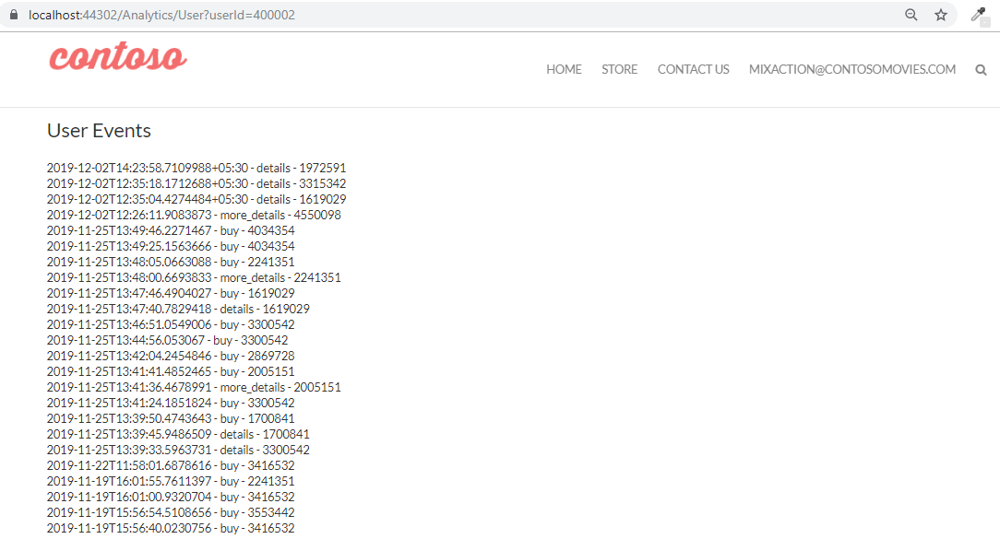 localhost:44302/Analytics/User?userId=400002
contoso
HOME STORE CONTACT US MIXACTION@CONTOSOMOVIES.COM
User Events
2019-12-02T14:23:58.7109988+05:30 - details - 1972591
2019-12-02T12:35:18.1712688+05:30 - details - 3315342
2019-12-02T12:35:04.4274484+05:30 - details - 1619029
2019-12-02T12:26:11.9083873 - more_details - 4550098
2019-11-25T13:49:46.2271467 - buy - 4034354
2019-11-25T13:49:25.1563666 - buy - 4034354
2019-11-25T13:48:05.0663088 - buy - 2241351
2019-11-25T13:48:00.6693833 - more_details - 2241351
2019-11-25T13:47:46.4904027 - buy - 1619029
2019-11-25T13:47:40.7829418 - details - 1619029
2019-11-25T13:46:51.0549006 - buy - 3300542
2019-11-25T13:44:56.053067 - buy - 3300542
2019-11-25T13:42:04.2454846 - buy - 2869728
2019-11-25T13:41:41.4852465 - buy - 2005151
2019-11-25T13:41:36.4678991 - more_details - 2005151
2019-11-25T13:41:24.1851824 - buy - 3300542
2019-11-25T13:39:50.4743643 - buy - 1700841
2019-11-25T13:39:45.9486509 - details - 1700841
2019-11-25T13:39:33.5963731 - details - 3300542
2019-11-22T11:58:01.6878616 - buy - 3416532
2019-11-19T16:01:55.7611397 - buy - 2241351
2019-11-19T16:01:00.9320704 - buy - 3416532
2019-11-19T15:56:54.5108656 - buy - 3553442
2019-11-19T15:56:40.0230756 - buy - 3416532